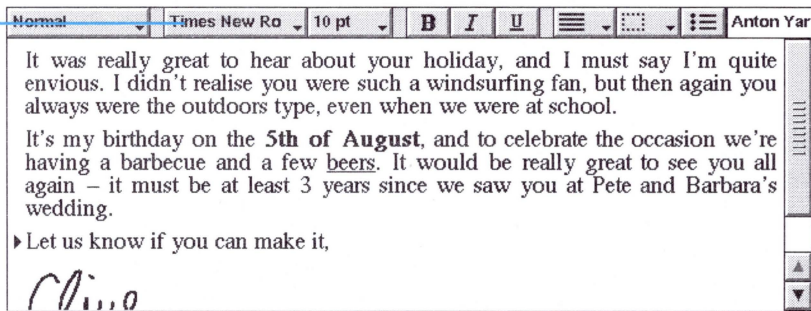 Normal Times New Ro 10 pt B I U Anton Yar
It was really great to hear about your holiday, and I must say I'm quite
envious. I didn't realise you were such a windsurfing fan, but then again you
always were the outdoors type, even when we were at school.
It's my birthday on the 5th of August, and to celebrate the occasion we're
having a barbecue and a few beers. It would be really great to see you all
again – it must be at least 3 years since we saw you at Pete and Barbara's
wedding.
Let us know if you can make it,
Clive